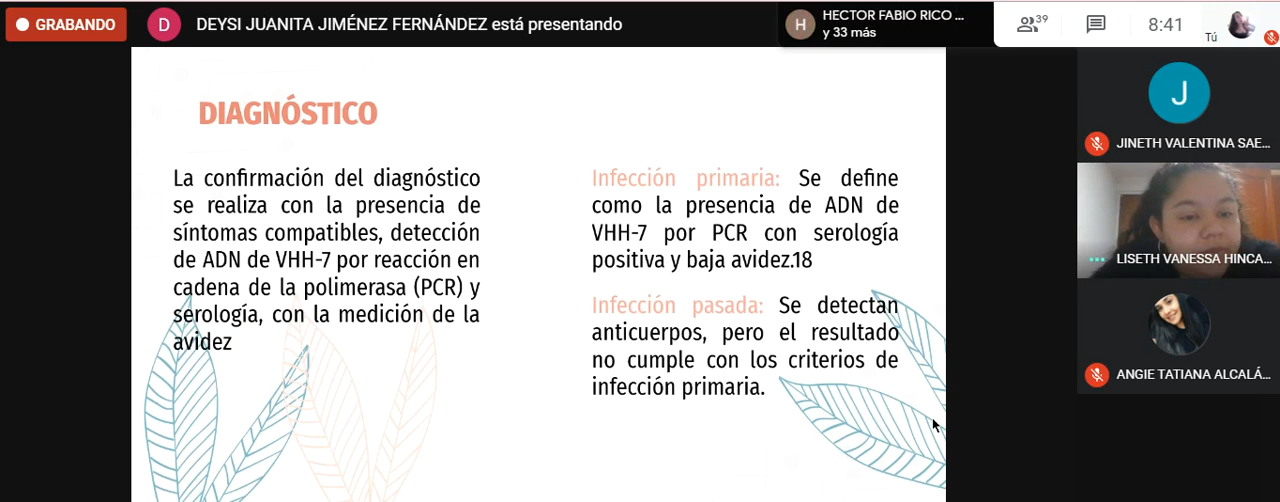 GRABANDO
D
DEYSI JUANITA JIMÉNEZ FERNÁNDEZ está presentando
H
HECTOR FABIO RICO ...
y 33 más
39
8:41
Tú
DIAGNÓSTICO
La confirmación del diagnóstico
se realiza con la presencia de
síntomas compatibles, detección
de ADN de VHH-7 por reacción en
cadena de la polimerasa (PCR) y
serología, con la medición de la
avidez
Infección primaria: Se define
como la presencia de ADN de
VHH-7 por PCR con serología
positiva y baja avidez.18
Infección pasada: Se detectan
anticuerpos, pero el resultado
no cumple con los criterios de
infección primaria.
J
JINETH VALENTINA SAE...
LISETH VANESSA HINCA...
ANGIE TATIANA ALCALÁ...